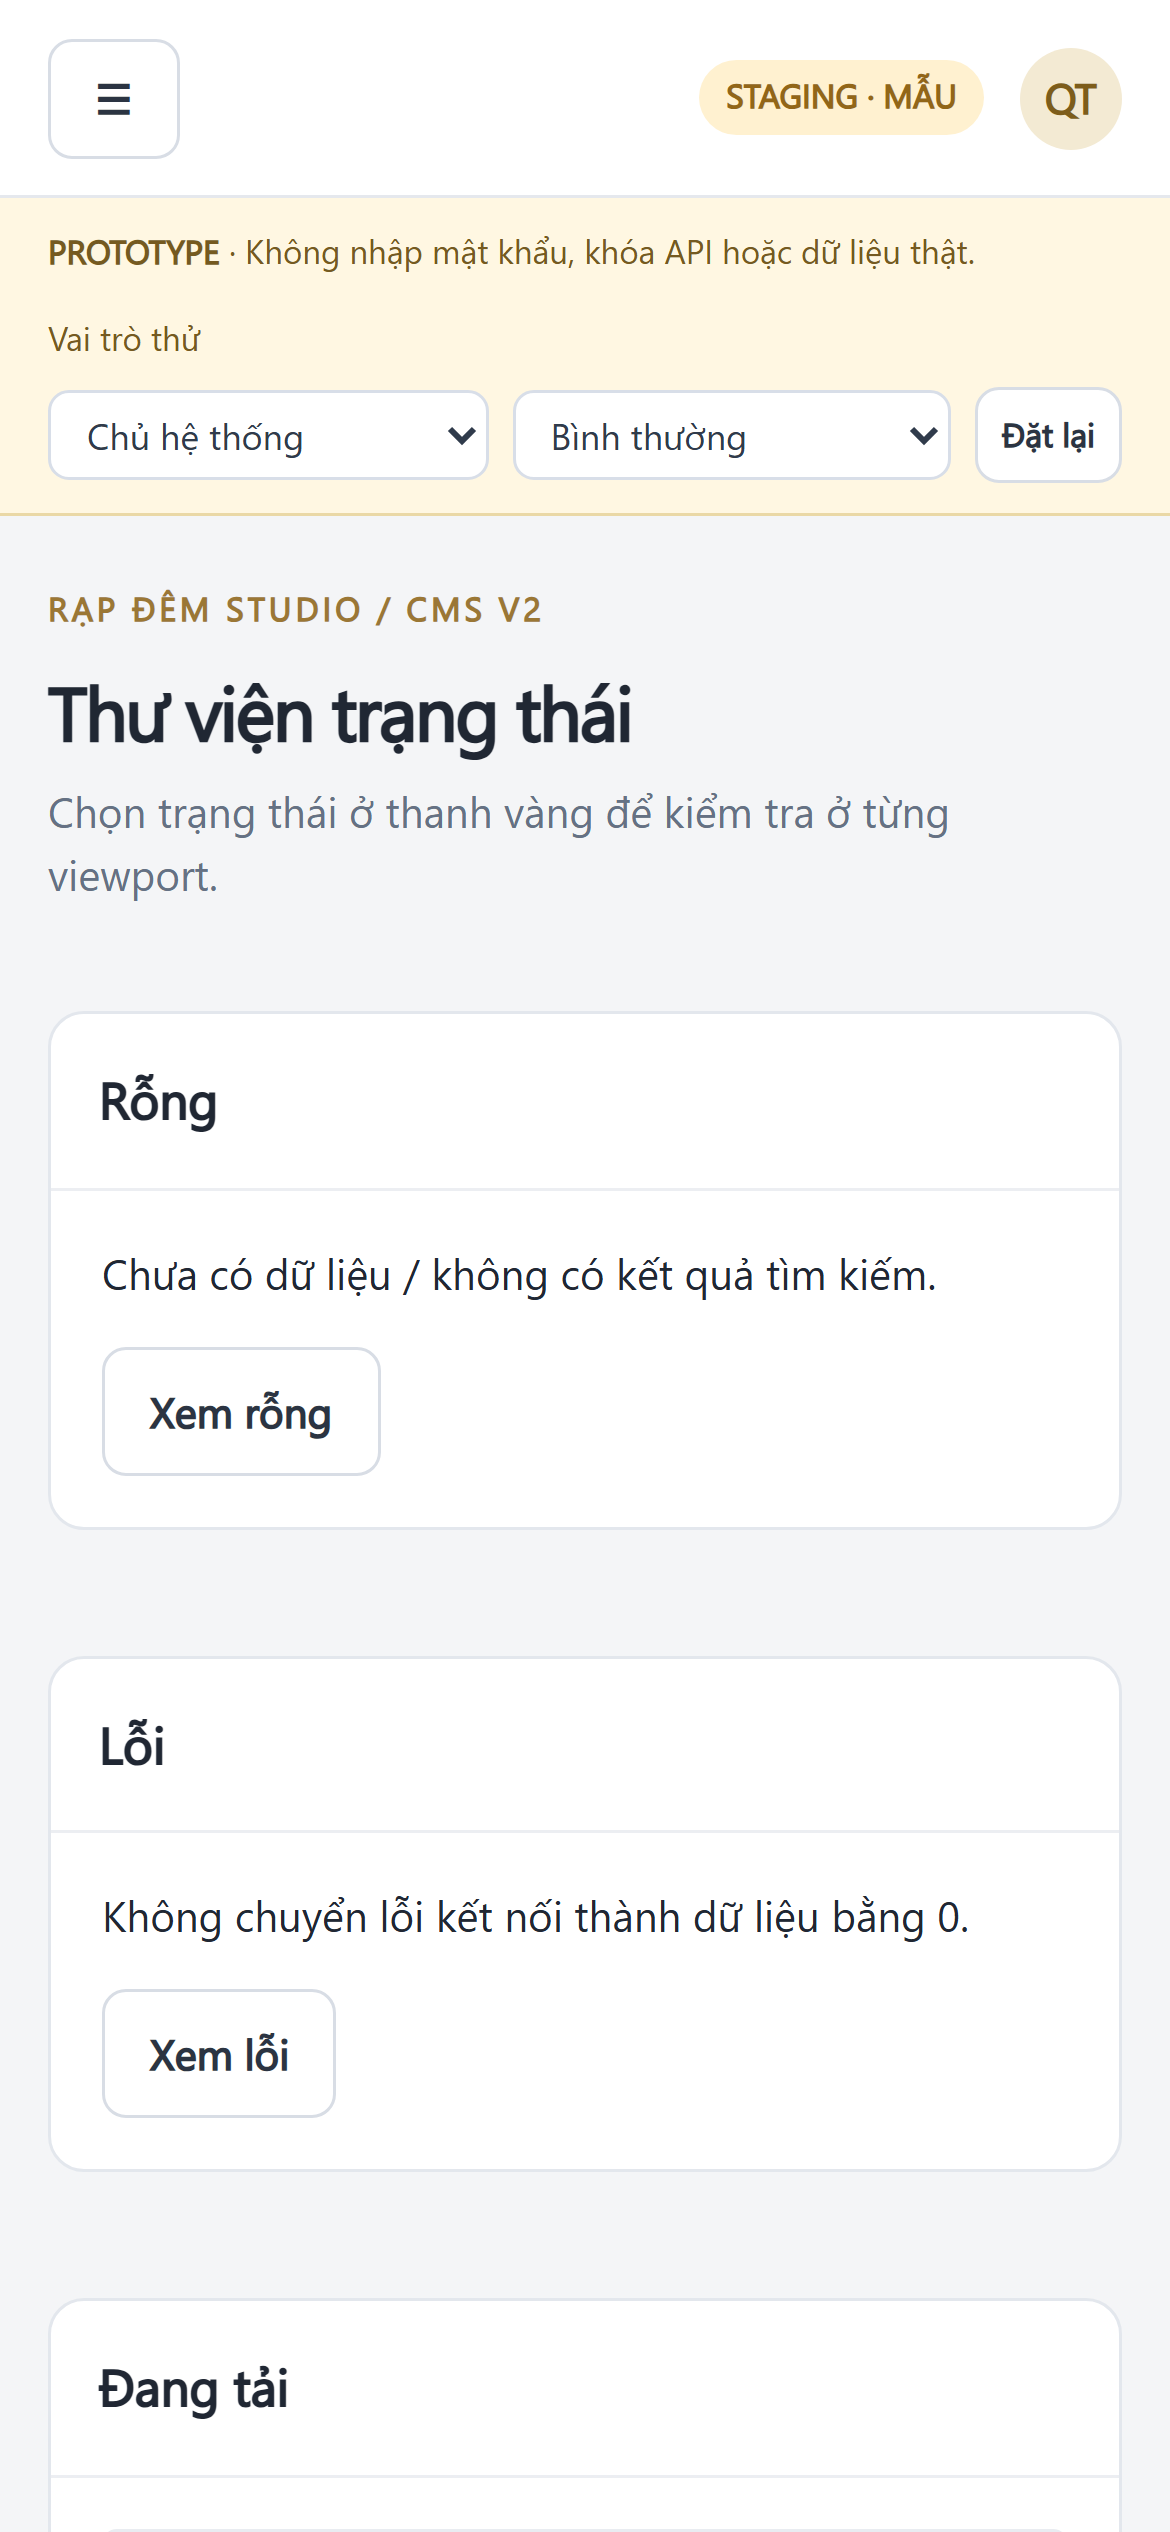 STAGING · MẪU
QT
PROTOTYPE · Không nhập mật khẩu, khóa API hoặc dữ liệu thật.
Vai trò thử
Chủ hệ thống
Bình thường
Đặt lại
RẠP ĐÊM STUDIO / CMS V2
Thư viện trạng thái
Chọn trạng thái ở thanh vàng để kiểm tra ở từng
viewport.
Rỗng
Chưa có dữ liệu / không có kết quả tìm kiếm.
Xem rỗng
Lỗi
Không chuyển lỗi kết nối thành dữ liệu bằng 0.
Xem lỗi
Đang tải